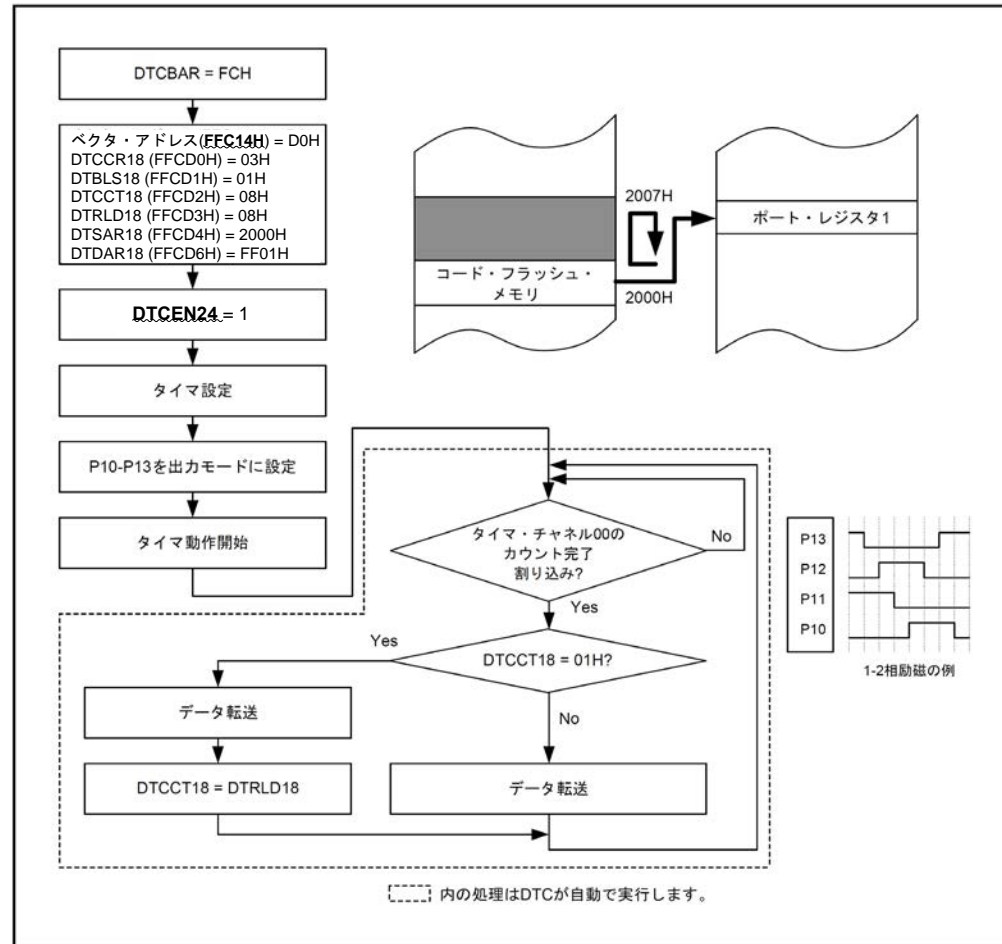 DTCBAR = FCH
ベクタ・アドレス(FFC14H) = D0H
DTCCR18 (FFCD0H) = 03H
DTBLS18 (FFCD1H) = 01H
DTCCT18 (FFCD2H) = 08H
DTRLD18 (FFCD3H) = 08H
DTSAR18 (FFCD4H) = 2000H
DTDAR18 (FFCD6H) = FF01H
DTCEN24 = 1
タイマ設定
P10-P13を出力モードに設定
タイマ動作開始
2007H
コード・フラッシュ・
メモリ
2000H
ポート・レジスタ1
タイマ・チャネル00の
カウント完了
割り込み?
No
Yes
DTCCT18 = 01H?
Yes
No
データ転送
DTCCT18 = DTRLD18
データ転送
P13
P12
P11
P10
1-2相励磁の例
内の処理はDTCが自動で実行します。